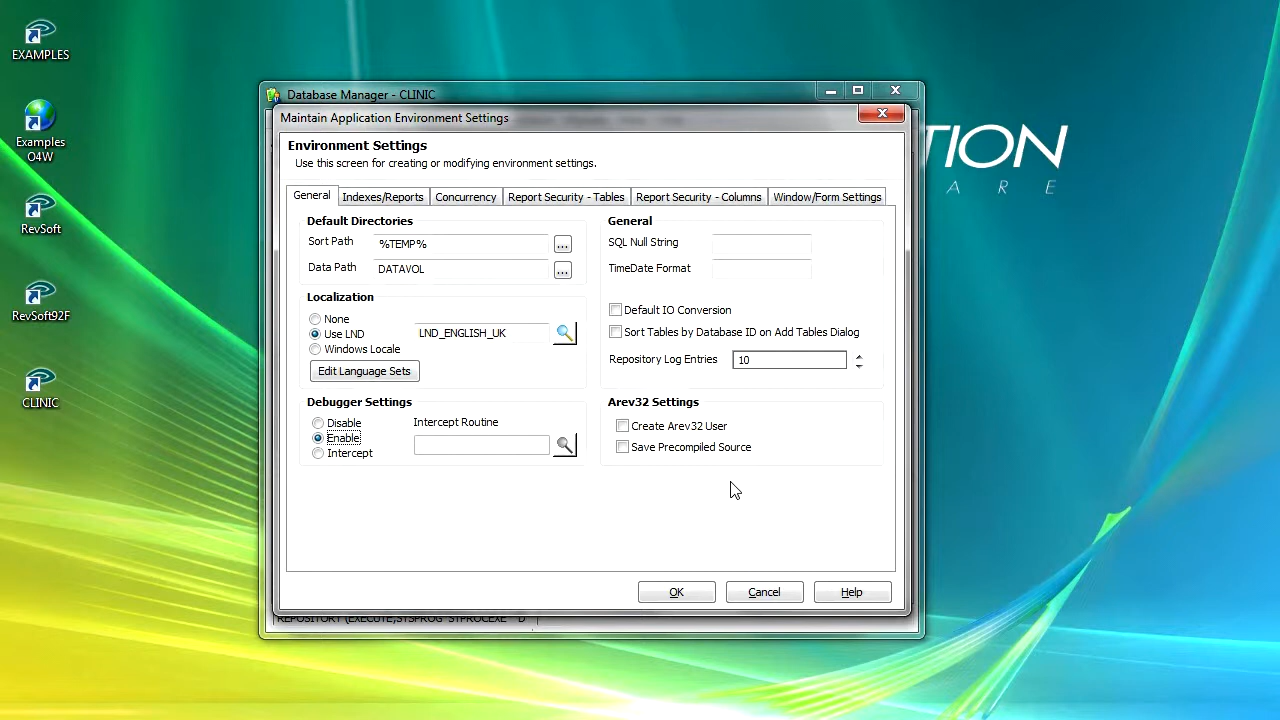 EXAMPLES
Examples
O4W
RevSoft
RevSoft92F
CLINIC
TION
ARE
Database Manager - CLINIC
Maintain Application Environment Settings
Environment Settings
Use this screen for creating or modifying environment settings.
General
Indexes/Reports
Concurrency
Report Security - Tables
Report Security - Columns
Window/Form Settings
Default Directories
Sort Path
%TEMP%
...
Data Path
DATAVOL
...
Localization
None
Use LND
LND_ENGLISH_UK
Windows Locale
Edit Language Sets
Debugger Settings
Disable
Intercept Routine
Enable
Intercept
General
SQL Null String
TimeDate Format
Default IO Conversion
Sort Tables by Database ID on Add Tables Dialog
Repository Log Entries
10
Arev32 Settings
Create Arev32 User
Save Precompiled Source
OK
Cancel
Help